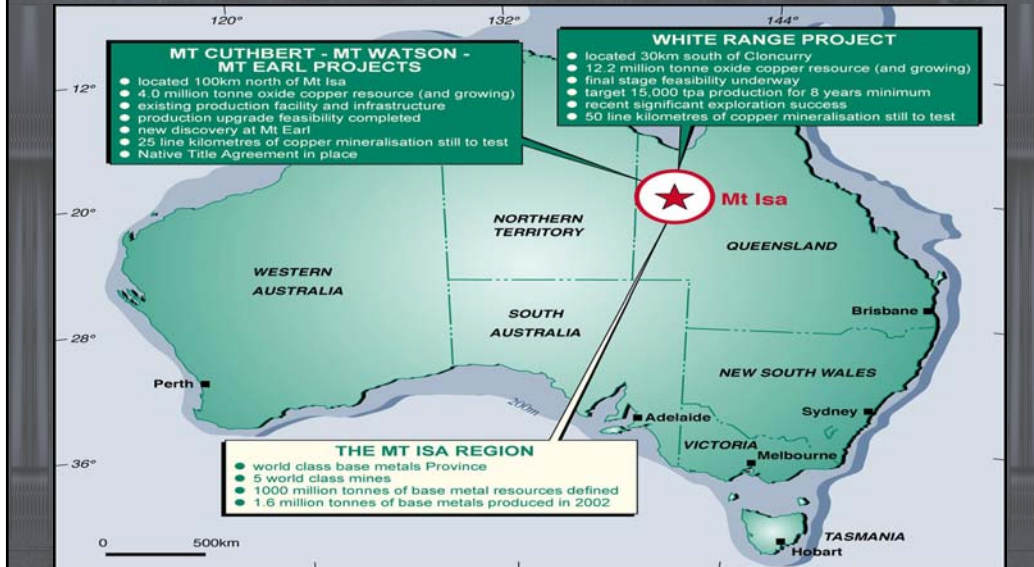 120°
132°
144°
MT CUTHBERT - MT WATSON -
MT EARL PROJECTS
located 100km north of Mt Isa
4.0 million tonne oxide copper resource (and growing)
existing production facility and infrastructure
production upgrade feasibility completed
new discovery at Mt Earl
25 line kilometres of copper mineralisation still to test
Native Title Agreement in place
WHITE RANGE PROJECT
located 30km south of Cloncurry
12.2 million tonne oxide copper resource (and growing)
final stage feasibility underway
target 15,000 tpa production for 8 years minimum
recent significant exploration success
50 line kilometres of copper mineralisation still to test
12°
20°
28°
36°
Mt Isa
NORTHERN
TERRITORY
QUEENSLAND
WESTERN
AUSTRALIA
SOUTH
AUSTRALIA
Brisbane
NEW SOUTH WALES
Perth
200m
Adelaide
Sydney
VICTORIA
Melbourne
THE MT ISA REGION
world class base metals Province
5 world class mines
1000 million tonnes of base metal resources defined
1.6 million tonnes of base metals produced in 2002
0 500km
TASMANIA
Hobart